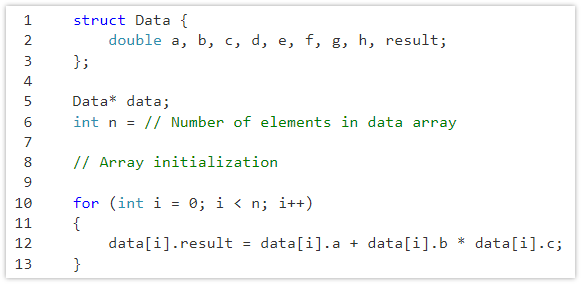 1 struct Data {
2 double a, b, c, d, e, f, g, h, result;
3 };
4
5 Data* data;
6 int n = // Number of elements in data array
7
8 // Array initialization
9
10 for (int i = 0; i < n; i++)
11 {
12 data[i].result = data[i].a + data[i].b * data[i].c;
13 }